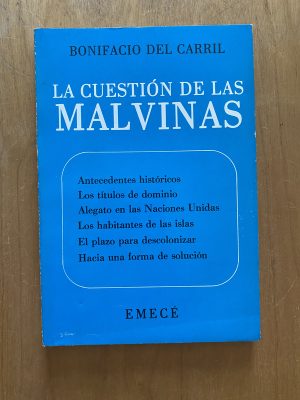 BONIFACIO DEL CARRIL
LA CUESTIÓN DE LAS
MALVINAS
Antecedentes históricos
Los títulos de dominio
Alegato en las Naciones Unidas
Los habitantes de las islas
El plazo para descolonizar
Hacia una forma de solución
EMECÉ